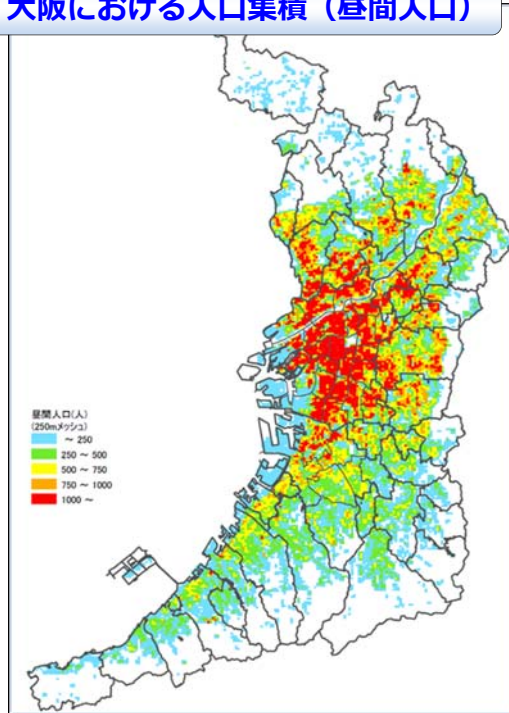 大阪における人口集積（昼間人口）
昼間人口(人)
(250mメッシュ)
～ 250
250 ～ 500
500 ～ 750
750 ～ 1000
1000 ～